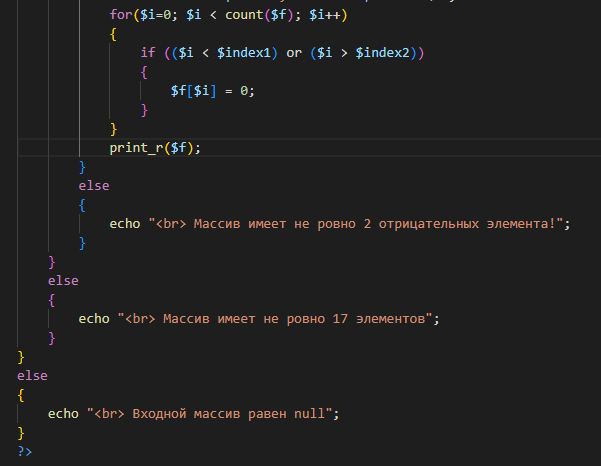 for($i=0; $i < count($f); $i++)
{
if (($i < $index1) or ($i > $index2))
{
$f[$i] = 0;
}
}
print_r($f);
}
else
{
echo "<br> Массив имеет не ровно 2 отрицательных элемента!";
}
}
else
{
echo "<br> Массив имеет не ровно 17 элементов";
}
}
else
{
echo "<br> Входной массив равен null";
}
?>